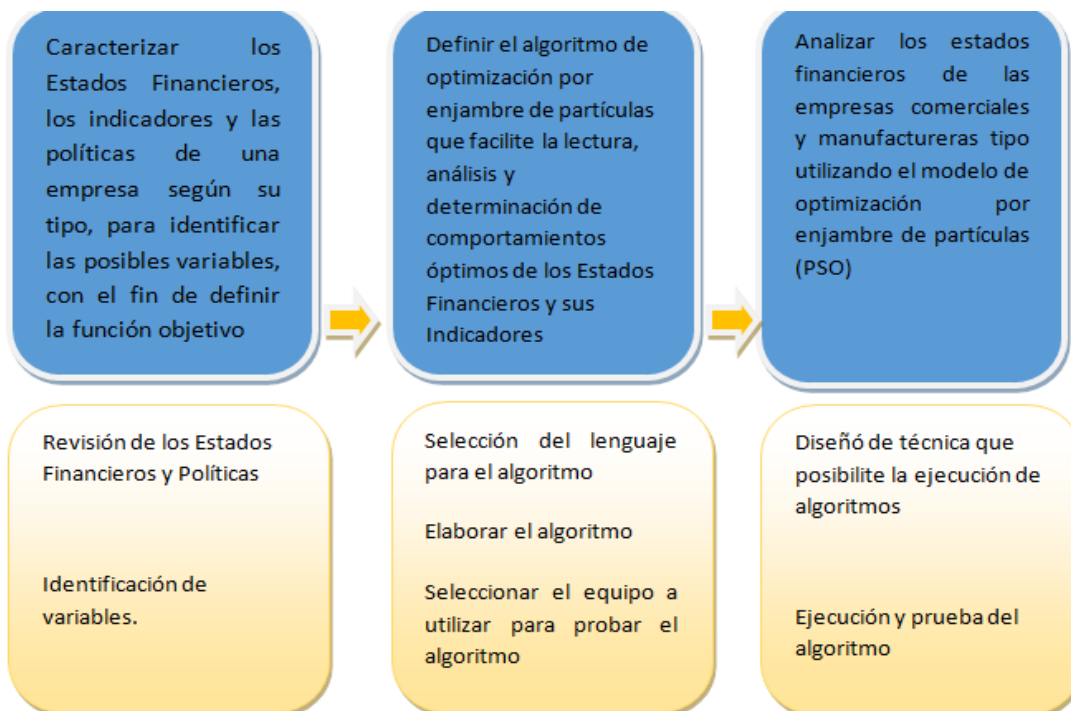 Caracterizar los
Estados Financieros,
los indicadores y las
políticas de una
empresa según su
tipo, para identificar
las posibles variables,
con el fin de definir
la función objetivo
Definir el algoritmo de
optimización por
enjambre de partículas
que facilite la lectura,
análisis y
determinación de
comportamientos
óptimos de los Estados
Financieros y sus
Indicadores
Analizar los estados
financieros de las
empresas comerciales
y manufactureras tipo
utilizando el modelo de
optimización por
enjambre de partículas
(PSO)
Revisión de los Estados
Financieros y Políticas
Identificación de
variables.
Selección del lenguaje
para el algoritmo
Elaborar el algoritmo
Seleccionar el equipo a
utilizar para probar el
algoritmo
Diseñó de técnica que
posibilite la ejecución de
algoritmos
Ejecución y prueba del
algoritmo